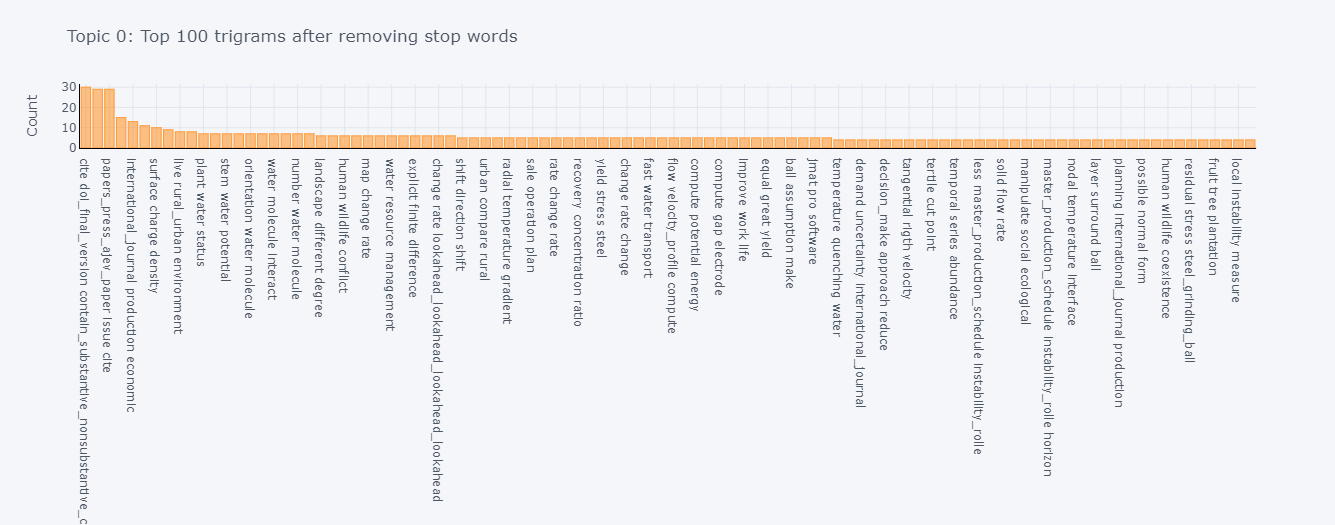 Topic 0: Top 100 trigrams after removing stop words
Count
30
20
10
0
cite doi_final_version contain_substantive_nonsubstantive_c
papers_press_ajev_paper issue cite
international_journal production economic
surface charge density
live rural_urban environment
plant water status
stem water potential
orientation water molecule
water molecule interact
number water molecule
landscape different degree
human wildlife conflict
map change rate
water resource management
explicit finite difference
change rate lookahead_lookahead_lookahead_lookahead
shift direction shift
urban compare rural
radial temperature gradient
sale operation plan
rate change rate
recovery concentration ratio
yield stress steel
change rate change
fast water transport
flow velocity_profile compute
compute potential energy
compute gap electrode
improve work life
equal great yield
ball assumption make
jmat pro software
temperature quenching water
demand uncertainty international_journal
decision_make approach reduce
tangential rigth velocity
tertile cut point
temporal series abundance
less master_production_schedule instability_rolle
solid flow rate
manipulate social ecological
master_production_schedule instability_rolle horizon
nodal temperature interface
layer surround ball
planning international_journal production
possible normal form
human wildlife coexistence
residual stress steel_grinding_ball
fruit tree plantation
local instability measure